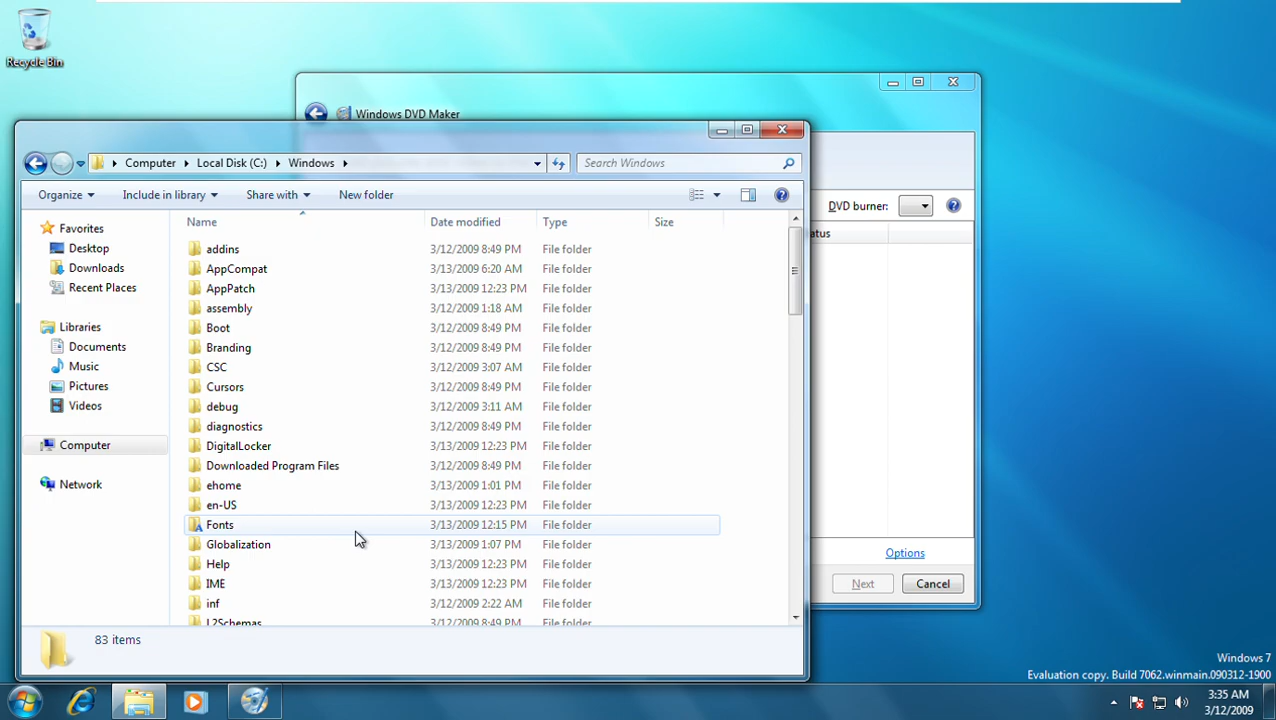 Recycle Bin
Windows DVD Maker
Computer Local Disk (C:) Windows
Search Windows
Organize Include in library Share with New folder
DVD burner:
Name Date modified Type Size
atus
Favorites
Desktop
Downloads
Recent Places
Libraries
Documents
Music
Pictures
Videos
Computer
Network
addins 3/12/2009 8:49 PM File folder
AppCompat 3/13/2009 6:20 AM File folder
AppPatch 3/13/2009 12:23 PM File folder
assembly 3/12/2009 1:18 AM File folder
Boot 3/12/2009 8:49 PM File folder
Branding 3/12/2009 8:49 PM File folder
CSC 3/12/2009 3:07 AM File folder
Cursors 3/12/2009 8:49 PM File folder
debug 3/12/2009 3:11 AM File folder
diagnostics 3/12/2009 8:49 PM File folder
DigitalLocker 3/13/2009 12:23 PM File folder
Downloaded Program Files 3/12/2009 8:49 PM File folder
ehome 3/13/2009 1:01 PM File folder
en-US 3/13/2009 12:23 PM File folder
Fonts 3/13/2009 12:15 PM File folder
Globalization 3/13/2009 1:07 PM File folder
Help 3/13/2009 12:23 PM File folder
IME 3/13/2009 12:23 PM File folder
inf 3/12/2009 2:22 AM File folder
L2Schemas 3/12/2009 8:49 PM File folder
Options
Next Cancel
83 items
Windows 7
Evaluation copy. Build 7062.winmain.090312-1900
3:35 AM
3/12/2009